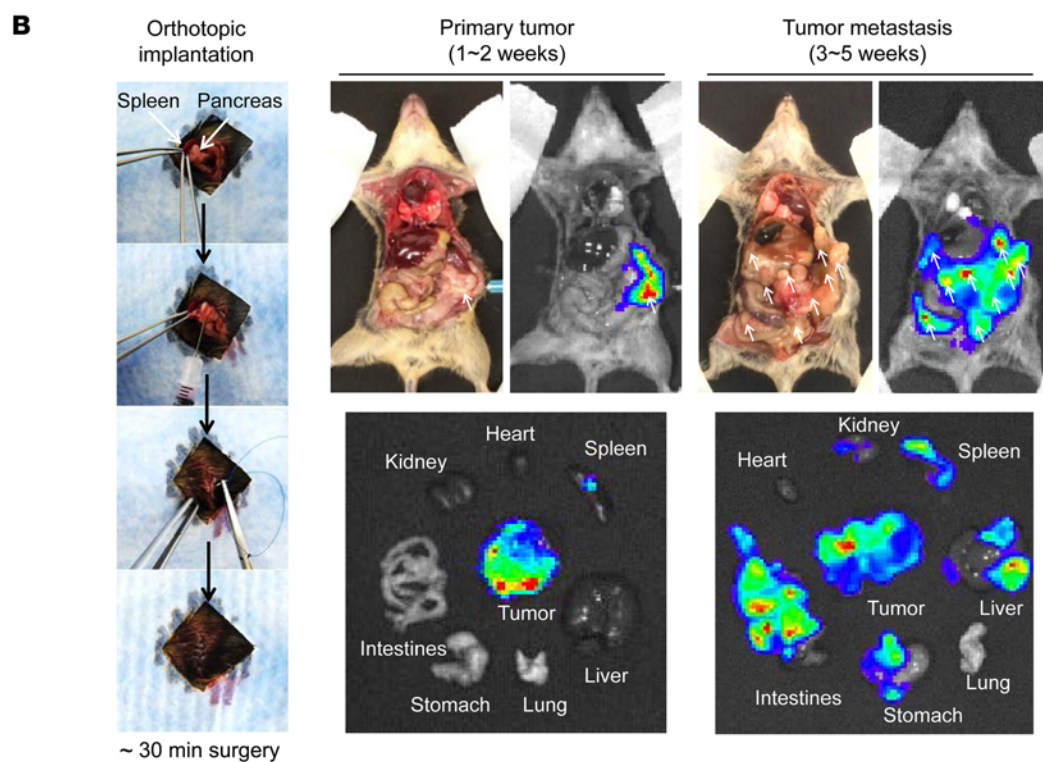 B
Orthotopic
implantation
Primary tumor
(1~2 weeks)
Tumor metastasis
(3~5 weeks)
Spleen
Pancreas
~ 30 min surgery
Heart
Kidney
Spleen
Tumor
Intestines
Liver
Stomach
Lung
Kidney
Heart
Spleen
Tumor
Liver
Intestines
Lung
Stomach